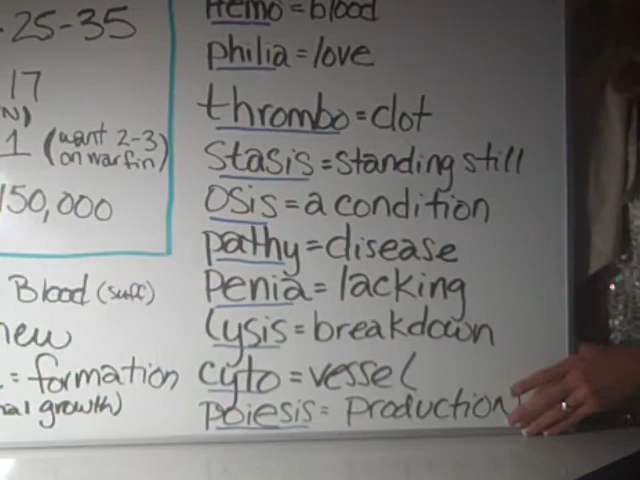 -25-35
17
N)
1 (want 2-3
on warfin)
150,000
Blood (suff)
new
= formation
ial growth)
Hemo = blood
philia = love
thrombo = clot
Stasis = standing still
Osis = a condition
pathy = disease
Penia = lacking
Lysis = breakdown
cyto = vessel
poiesis = production